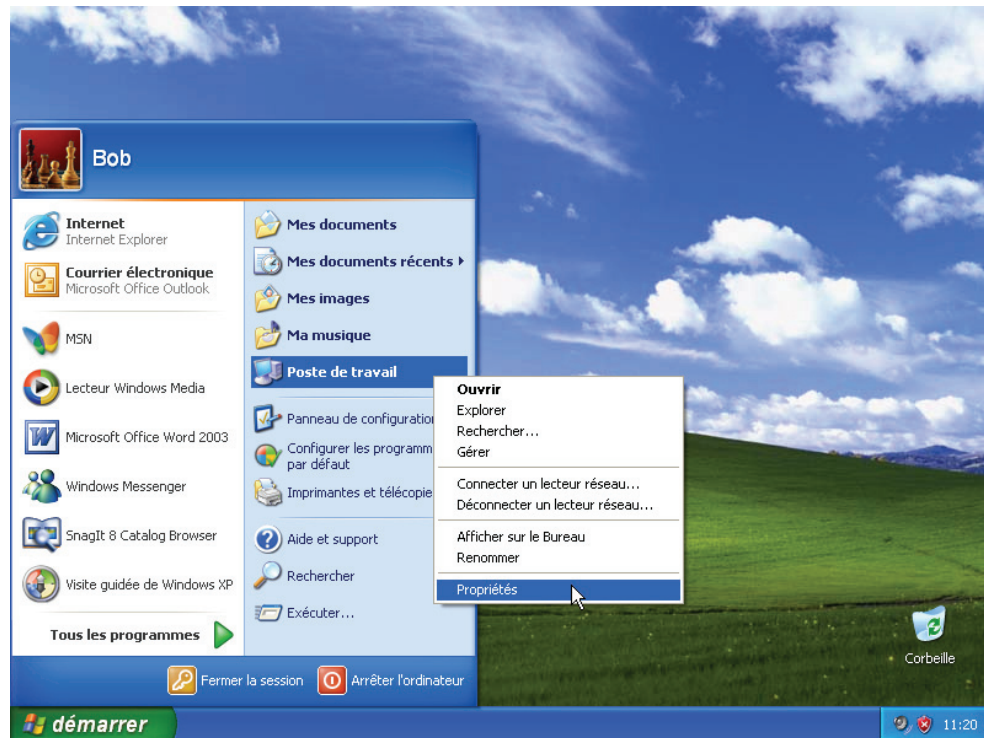 Bob
Internet
Internet Explorer
Courrier électronique
Microsoft Office Outlook
MSN
Lecteur Windows Media
Microsoft Office Word 2003
Windows Messenger
SnagIt 8 Catalog Browser
Visite guidée de Windows XP
Tous les programmes
Mes documents
Mes documents récents
Mes images
Ma musique
Poste de travail
Panneau de configuration
Configurer les programm
par défaut
Imprimantes et télécopie
Aide et support
Rechercher
Exécuter...
Ouvrir
Explorer
Rechercher...
Gérer
Connecter un lecteur réseau...
Déconnecter un lecteur réseau...
Afficher sur le Bureau
Renommer
Propriétés
Fermer la session
Arrêter l'ordinateur
Corbeille
démarrer
11:20